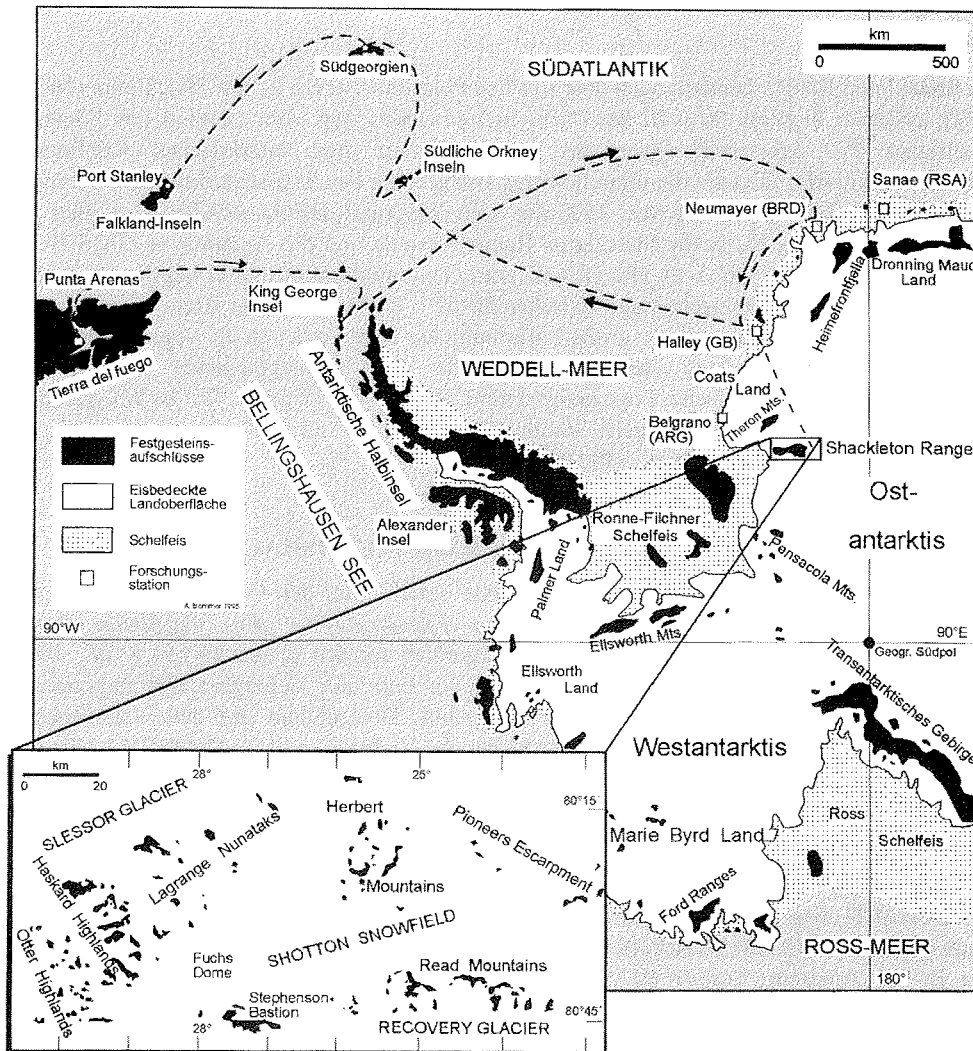 km
0 500
Südgeorgien
SÜDATLANTIK
Port Stanley
Falkland-Inseln
Südliche Orkney
Inseln
Sanae (RSA)
Neumayer (BRD)
Dronning Maud
Land
Heimefrontfjella
Punta Arenas
King George
Insel
Tierra del fuego
Halley (GB)
WEDDELL-MEER
Coats
Land
Antarktische Halbinsel
BELLINGSHAUSEN SEE
Belgrano
(ARG)
Theron Mts.
Shackleton Range
Festgesteins-
aufschlüsse
Eisbedeckte
Landoberfläche
Schelfeis
Forschungs-
station
Alexander
Insel
Ronne-Filchner
Schelfeis
Ost-
antarktis
Palmer Land
Pensacola Mts.
90°W
Ellsworth Mts.
90°E
Geogr. Südpol
Ellsworth
Land
Transantarktisches Gebirge
Westantarktis
Marie Byrd Land
Ross
Schelfeis
Ford Ranges
ROSS-MEER
180°
km
0 20
28°
25°
80°15'
SLESSOR GLACIER
Herbert
Mountains
Pioneers Escarpment
Lagrange Nunataks
Haskard Highlands
Otter Highlands
SHOTTON SNOWFIELD
Fuchs
Dome
Read Mountains
Stephenson-
Bastion
28°
RECOVERY GLACIER
80°45'